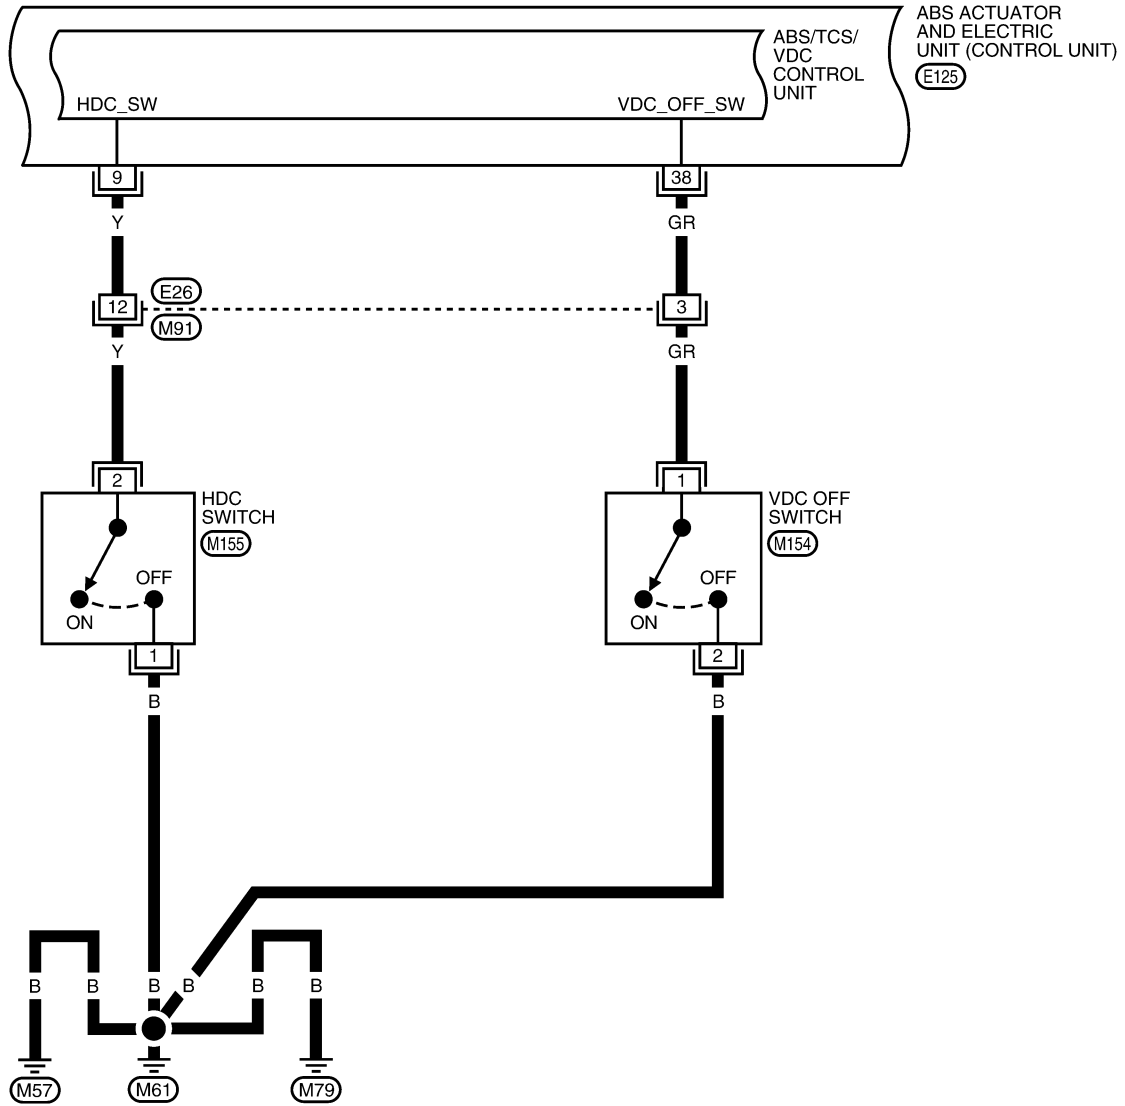 ABS ACTUATOR
AND ELECTRIC
UNIT (CONTROL UNIT)
E125
ABS/TCS/
VDC
CONTROL
UNIT
HDC_SW
VDC_OFF_SW
9
38
Y
GR
12
E26
M91
3
Y
GR
2
HDC
SWITCH
M155
OFF
ON
1
1
VDC OFF
SWITCH
M154
OFF
ON
2
B
B
B
B
B
B
B
B
M57
M61
M79